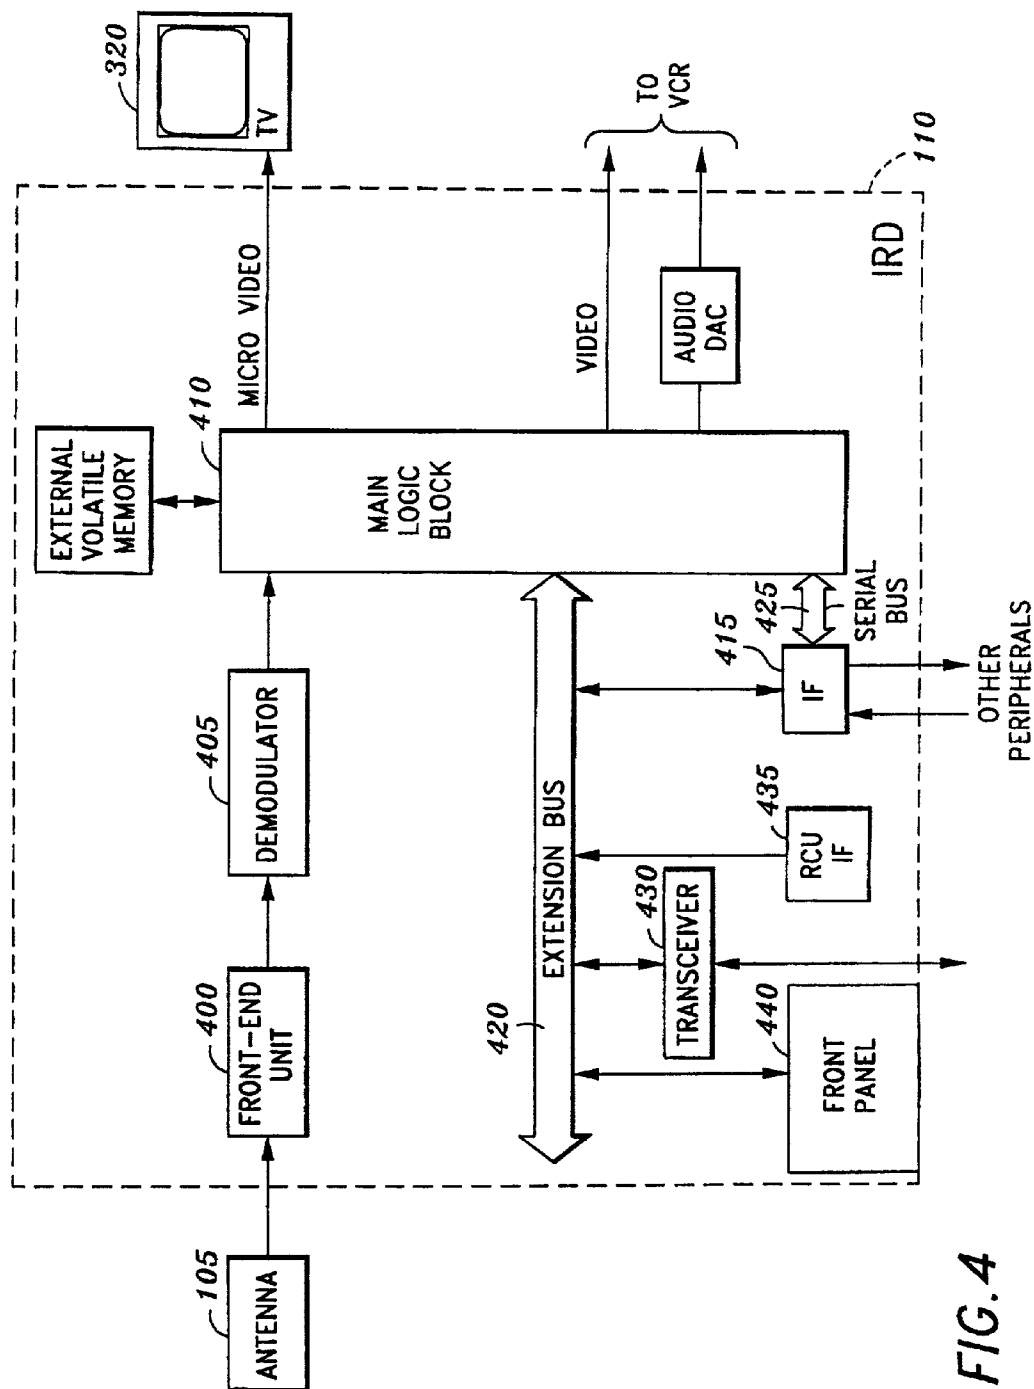 320
TV
EXTERNAL
VOLATILE
MEMORY
410
MICRO VIDEO
MAIN
LOGIC
BLOCK
VIDEO
AUDIO
DAC
TO
VCR
110
IRD
105
ANTENNA
400
FRONT-END
UNIT
405
DEMODULATOR
420
EXTENSION BUS
425
SERIAL
BUS
415
IF
OTHER
PERIPHERALS
435
RCU
IF
430
TRANSCEIVER
440
FRONT
PANEL
FIG. 4